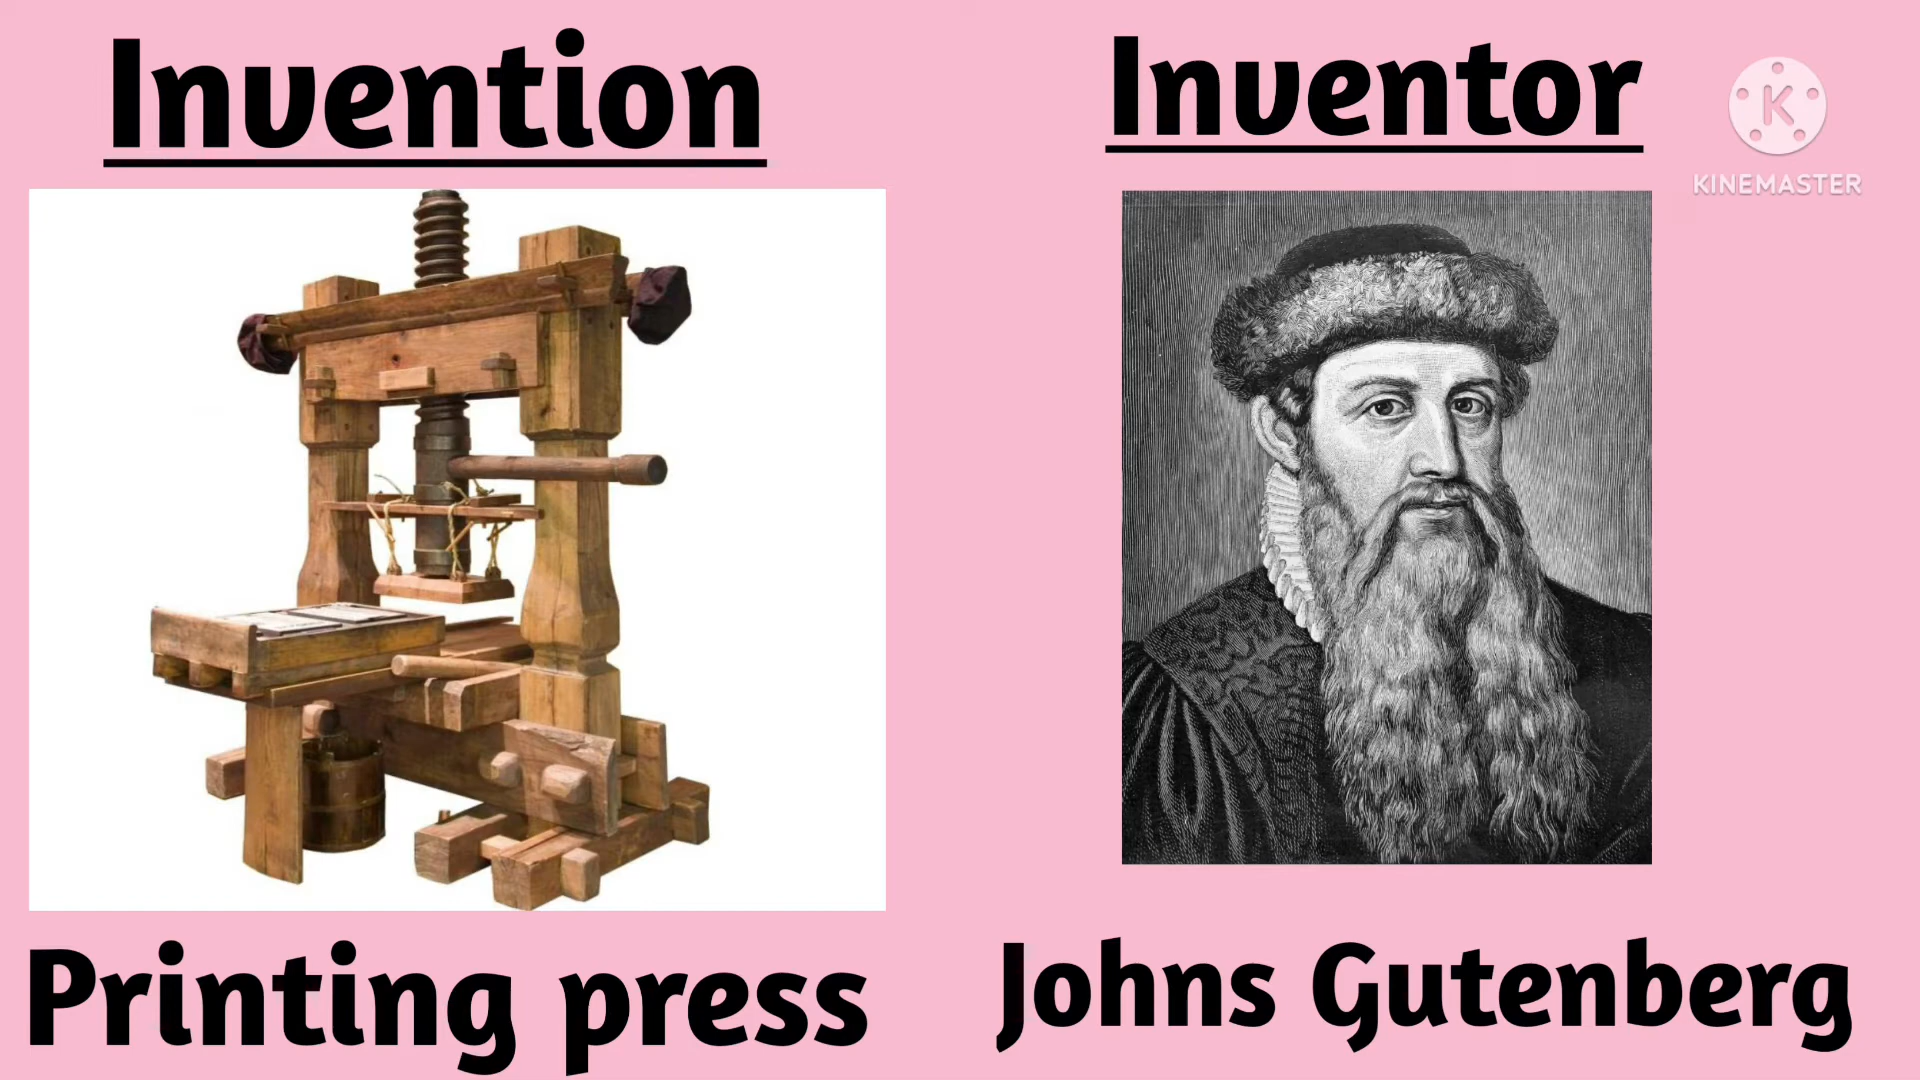 Invention
Inventor
KINEMASTER
Printing press
Johns Gutenberg